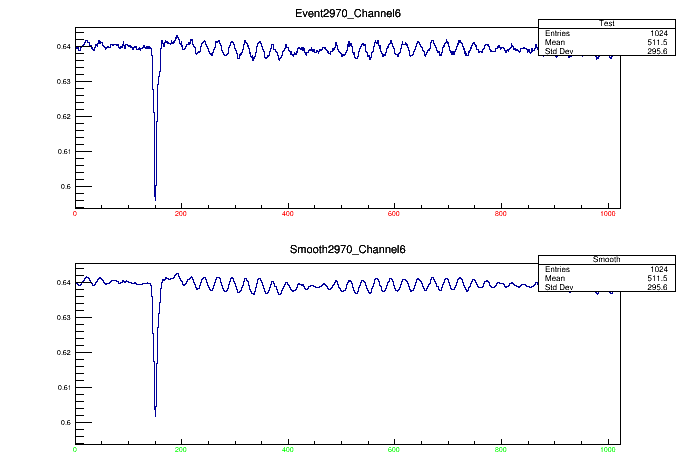 Event2970_Channel6
Test
Entries 1024
Mean 511.5
Std Dev 295.6
0.64
0.63
0.62
0.61
0.6
0 200 400 600 800 1000
Smooth2970_Channel6
Smooth
Entries 1024
Mean 511.5
Std Dev 295.6
0.64
0.63
0.62
0.61
0.6
0 200 400 600 800 1000